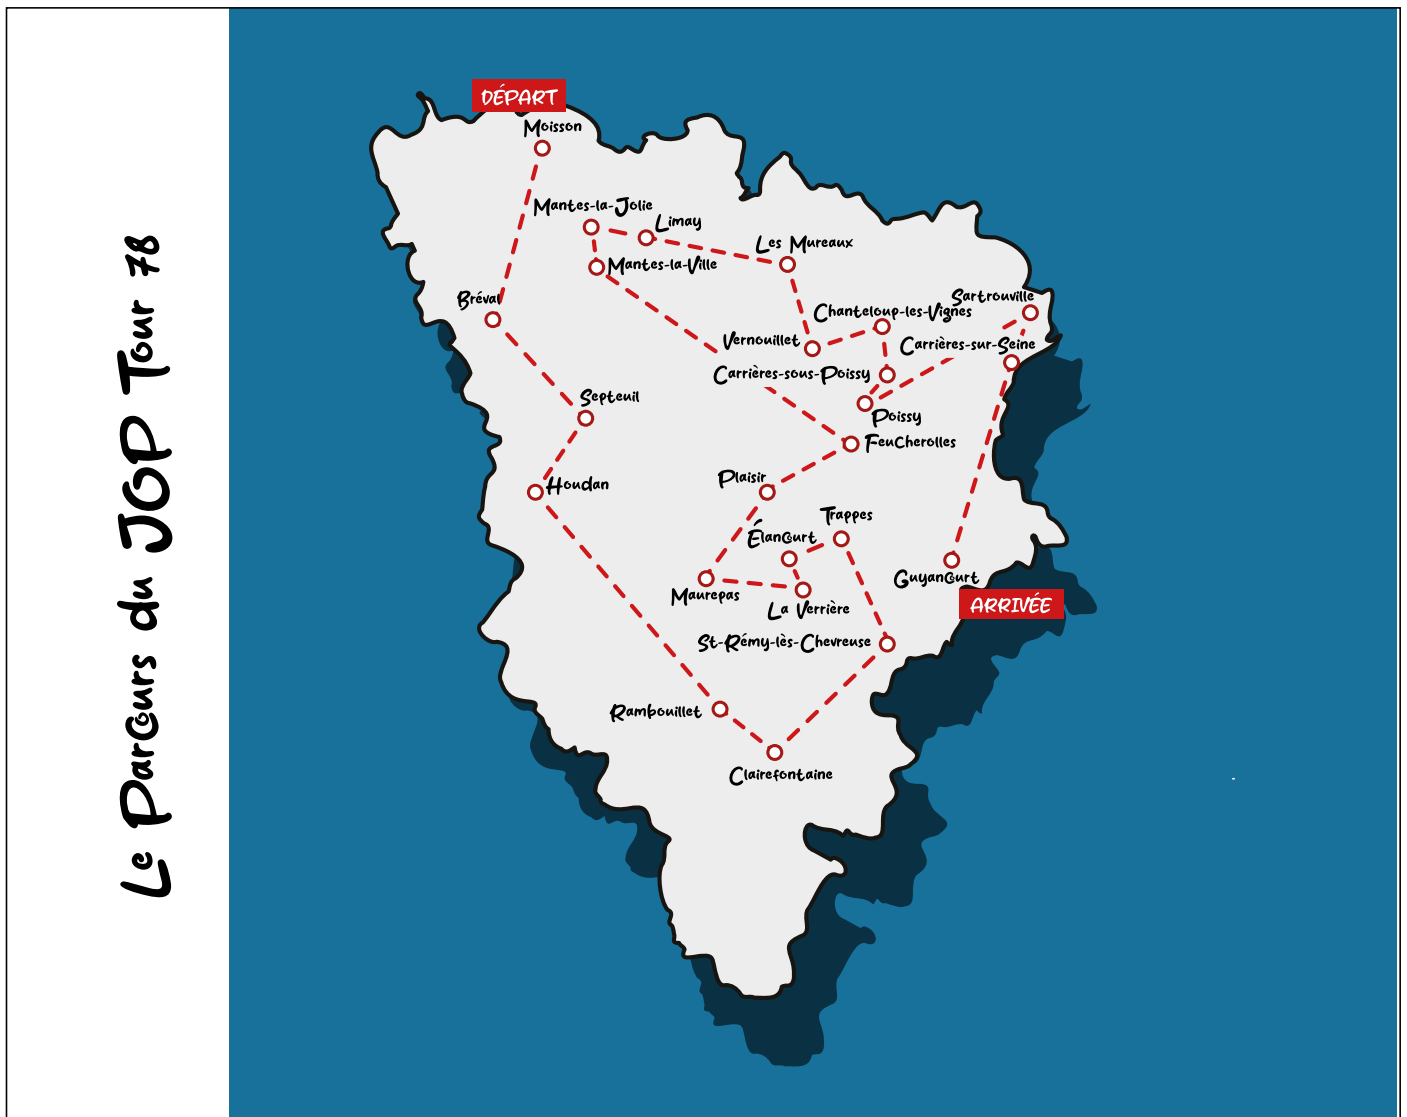 Le Parcours du JOP Tour 78
DÉPART
Moisson
Mantes-la-Jolie
Limay
Les Mureaux
Mantes-la-Ville
Bréval
Sartrouville
Chanteloup-les-Vignes
Vernouillet
Carrières-sur-Seine
Carrières-sous-Poissy
Septeuil
Poissy
FeuCherolles
Plaisir
Houdan
Trappes
Élancourt
Guyancourt
Maurepas
ARRIVÉE
La Verrière
St-Rémy-lès-Chevreuse
Rambouillet
Clairefontaine